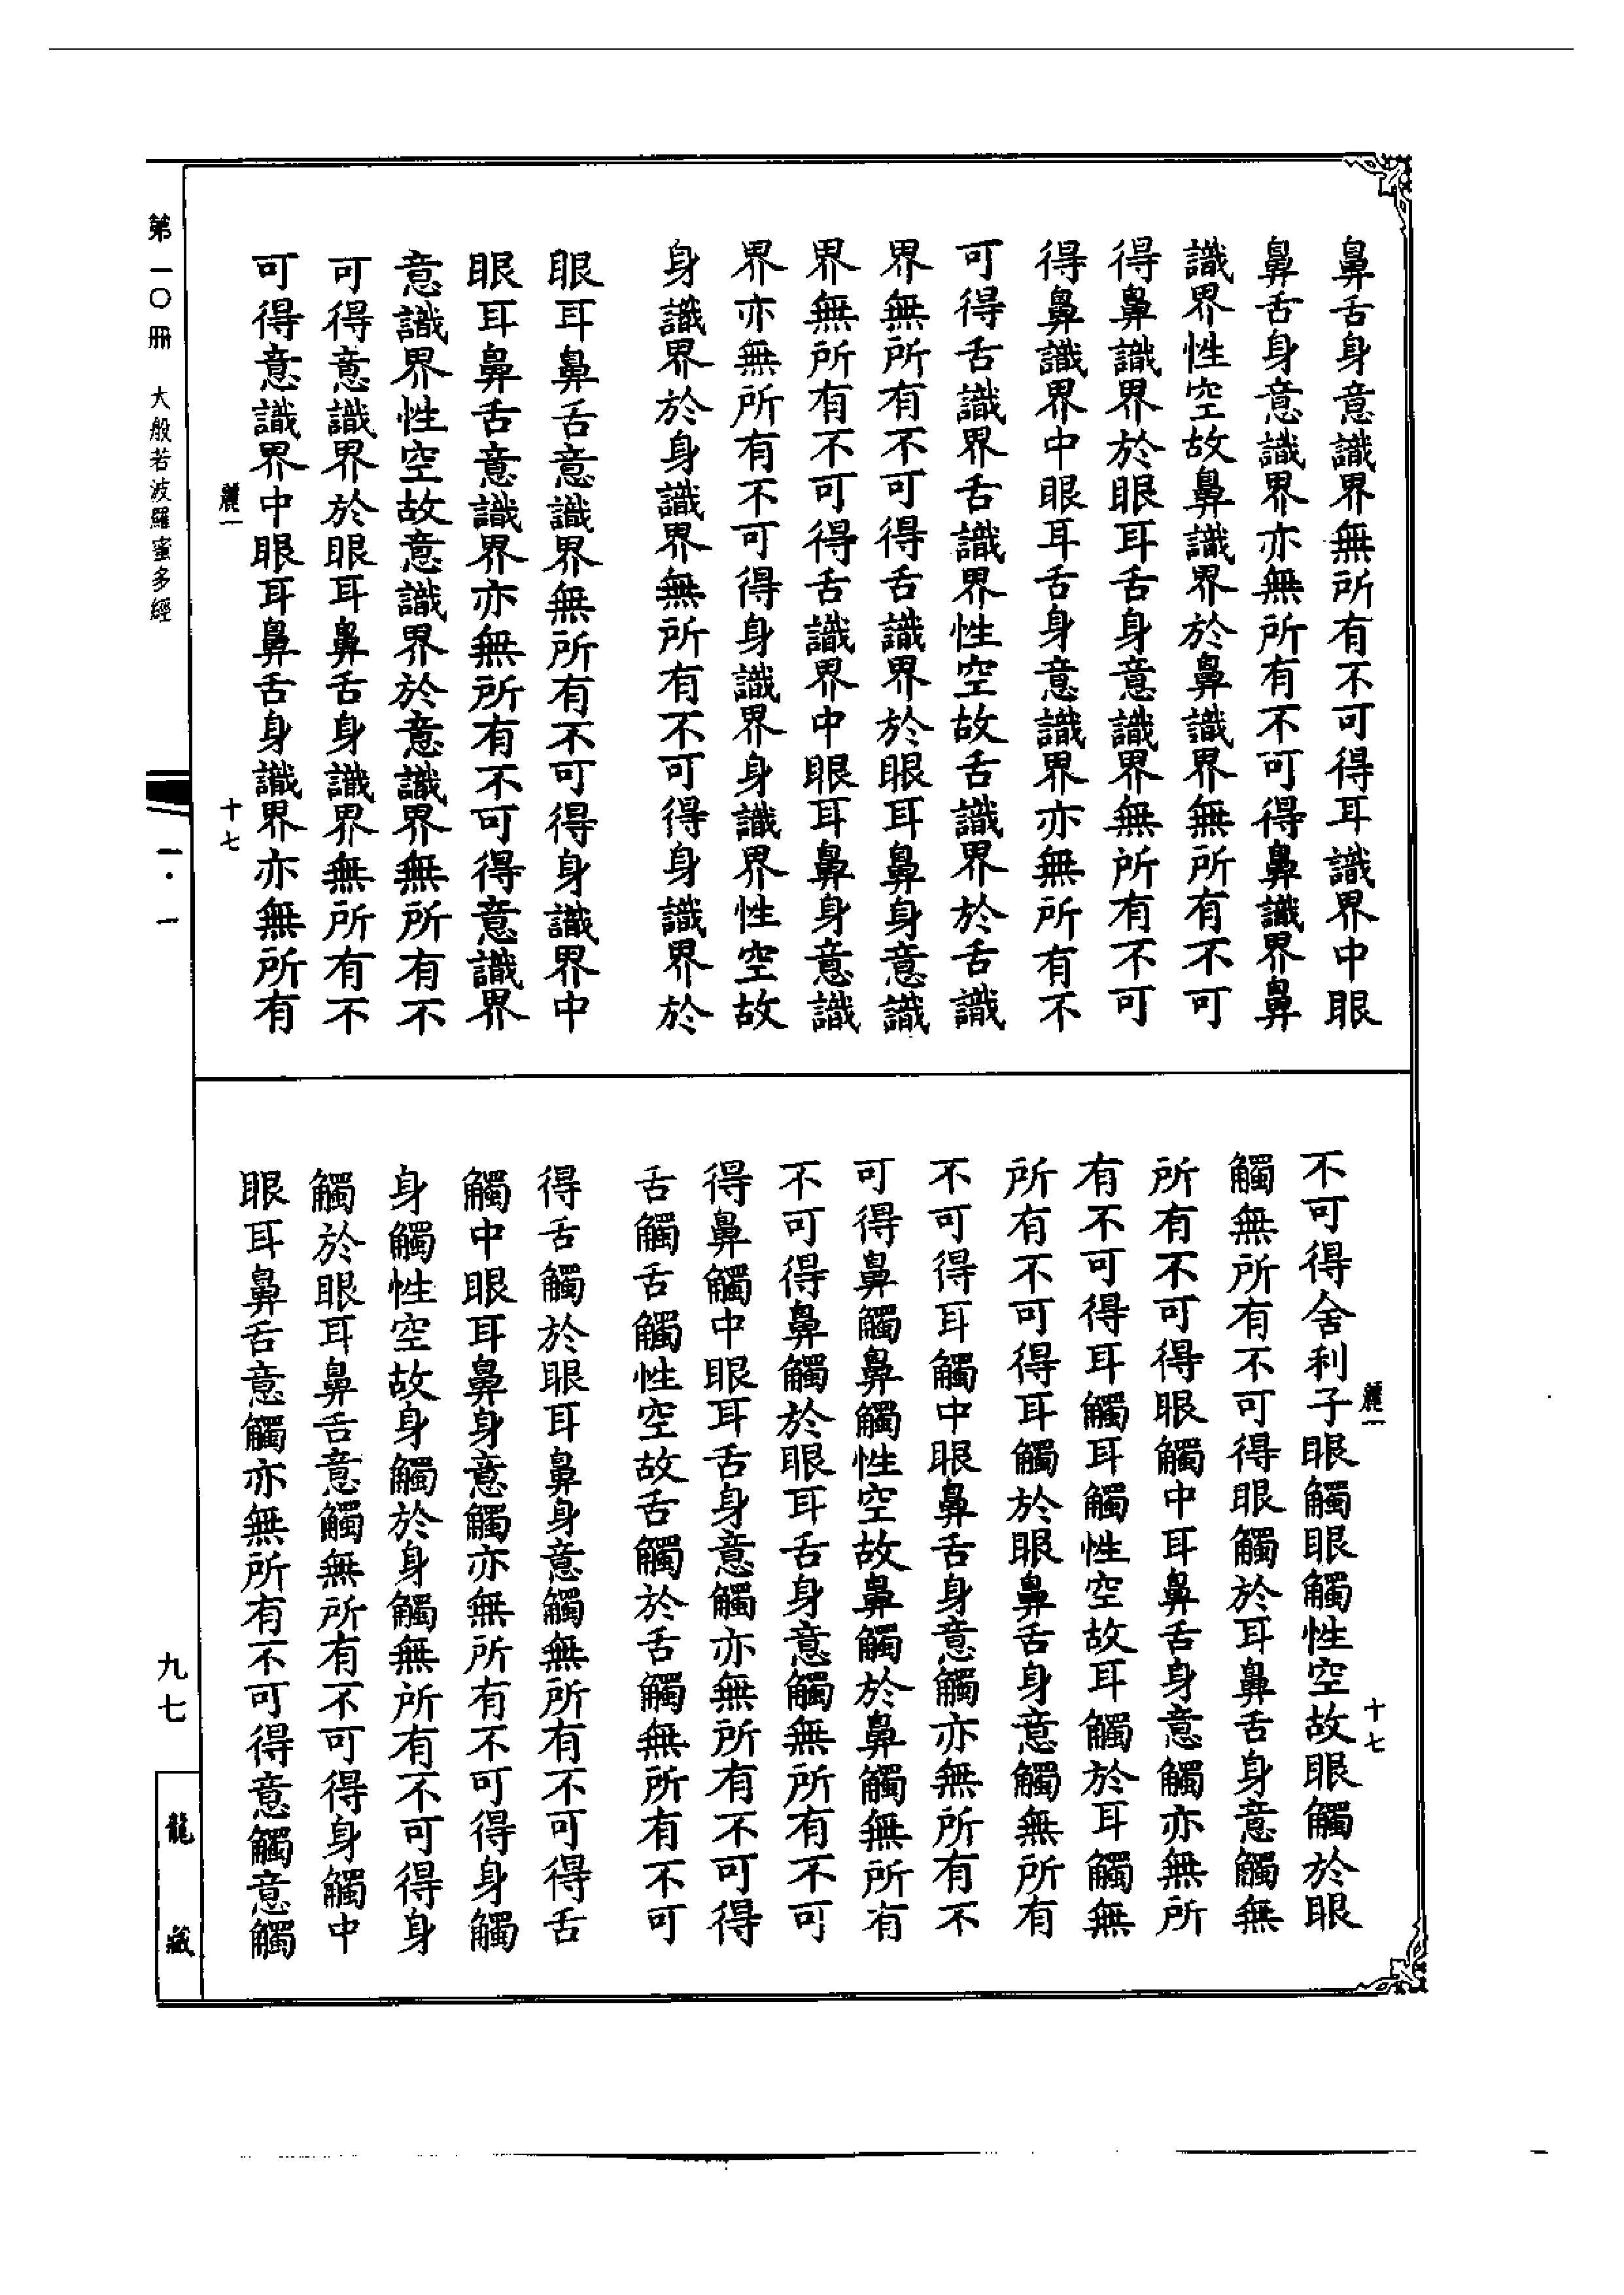 鼻舌身意識界無所有不可得耳識界中眼
鼻舌身意識界亦無所有不可得鼻識界鼻
識界性空故鼻識界於鼻識界無所有不可
得鼻識界於眼耳舌身意識界無所有不可
得鼻識界中眼耳舌身意識界亦無所有不
可得舌識界舌識界性空故舌識界於舌識
界無所有不可得舌識界於眼耳鼻身意識
界無所有不可得舌識界中眼耳鼻身意識
界亦無所有不可得身識界身識界性空故
身識界於身識界無所有不可得身識界於
眼耳鼻舌意識界無所有不可得身識界中
眼耳鼻舌意識界亦無所有不可得意識界
意識界性空故意識界於意識界無所有不
可得意識界於眼耳鼻舌身識界無所有不
可得意識界中眼耳鼻舌身識界亦無所有
麗一 十七
麗一 十七
不可得舍利子眼觸眼觸性空故眼觸於眼
觸無所有不可得眼觸於耳鼻舌身意觸無
所有不可得眼觸中耳鼻舌身意觸亦無所
有不可得耳觸耳觸性空故耳觸於耳觸無
所有不可得耳觸於眼鼻舌身意觸無所有
不可得耳觸中眼鼻舌身意觸亦無所有不
可得鼻觸鼻觸性空故鼻觸於鼻觸無所有
不可得鼻觸於眼耳舌身意觸無所有不可
得鼻觸中眼耳舌身意觸亦無所有不可得
舌觸舌觸性空故舌觸於舌觸無所有不可
得舌觸於眼耳鼻身意觸無所有不可得舌
觸中眼耳鼻身意觸亦無所有不可得身觸
身觸性空故身觸於身觸無所有不可得身
觸於眼耳鼻舌意觸無所有不可得身觸中
眼耳鼻舌意觸亦無所有不可得意觸意觸
第一〇冊 大般若波羅蜜多經 一·一 九七 龍藏